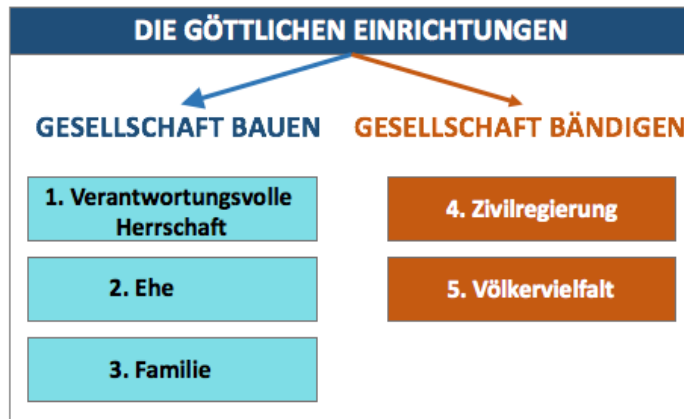 DIE GÖTTLICHEN EINRICHTUNGEN
GESELLSCHAFT BAUEN
GESELLSCHAFT BÄNDIGEN
1. Verantwortungsvolle
Herrschaft
2. Ehe
3. Familie
4. Zivilregierung
5. Völkervielfalt